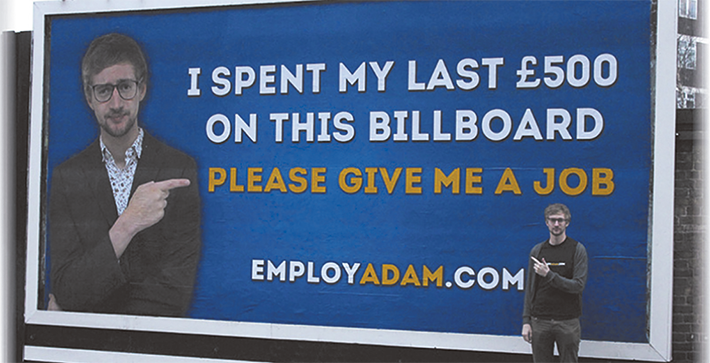 I SPENT MY LAST £500
ON THIS BILLBOARD
PLEASE GIVE ME A JOB
EMPLOYADAM.COM